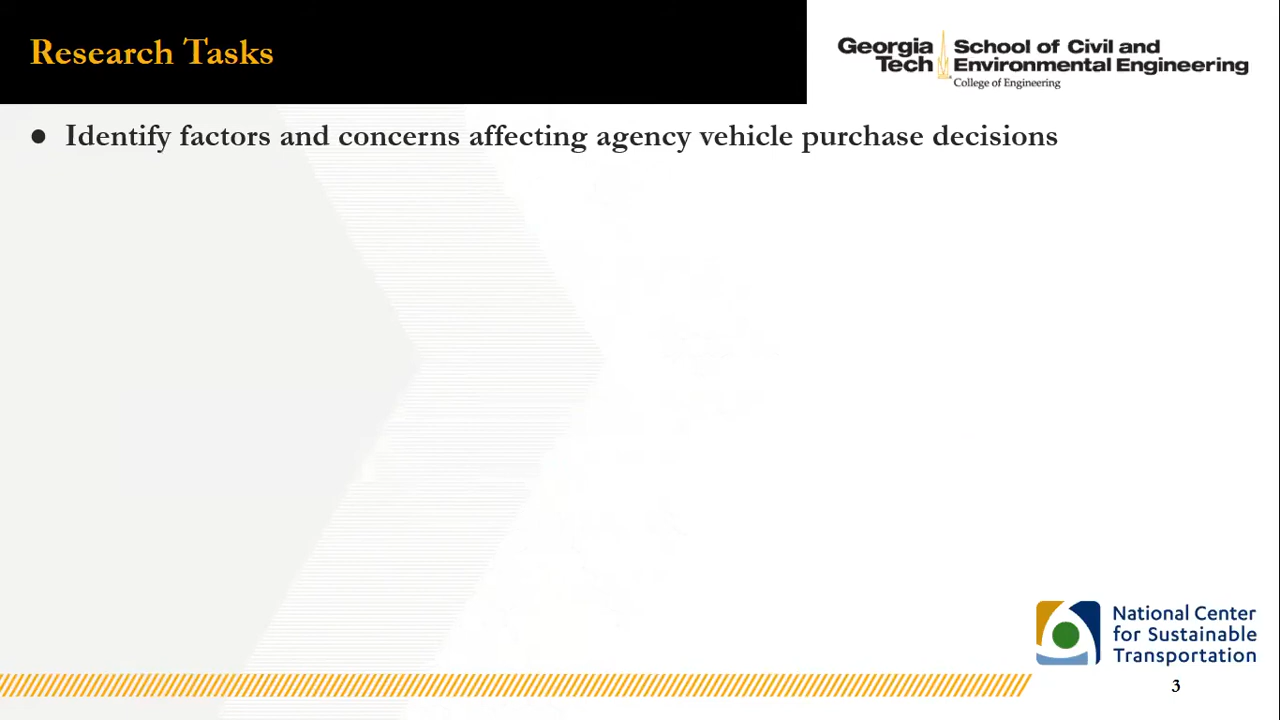 Research Tasks
Georgia
Tech
School of Civil and
Environmental Engineering
College of Engineering
● Identify factors and concerns affecting agency vehicle purchase decisions
National Center
for Sustainable
Transportation
3